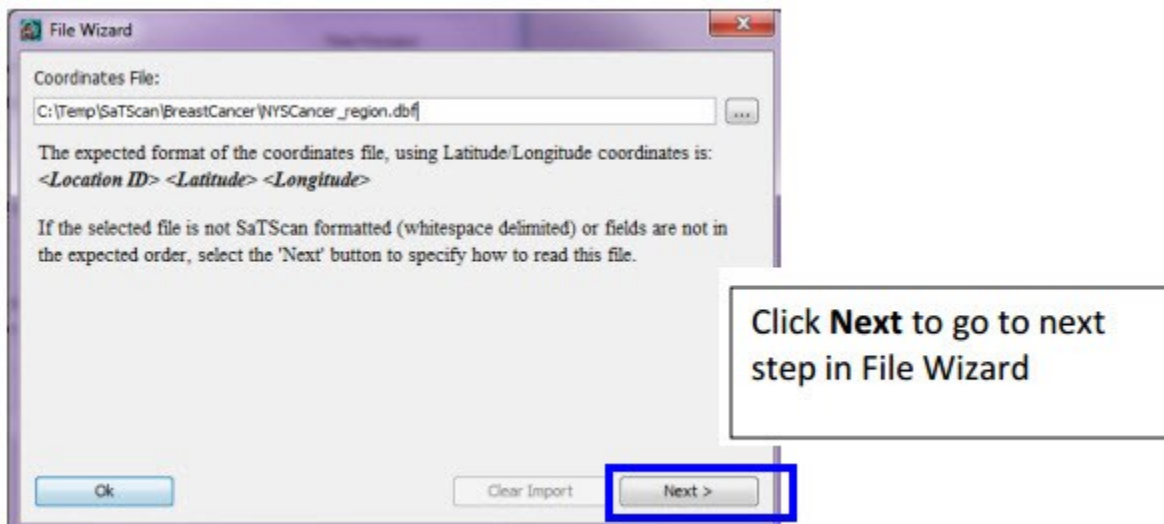 File Wizard
Coordinates File:
C:\Temp\SaTScan\BreastCancer\NYSCancer_region.dbf
...
The expected format of the coordinates file, using Latitude/Longitude coordinates is:
<Location ID> <Latitude> <Longitude>
If the selected file is not SaTScan formatted (whitespace delimited) or fields are not in
the expected order, select the 'Next' button to specify how to read this file.
Click Next to go to next
step in File Wizard
Ok
Clear Import
Next >